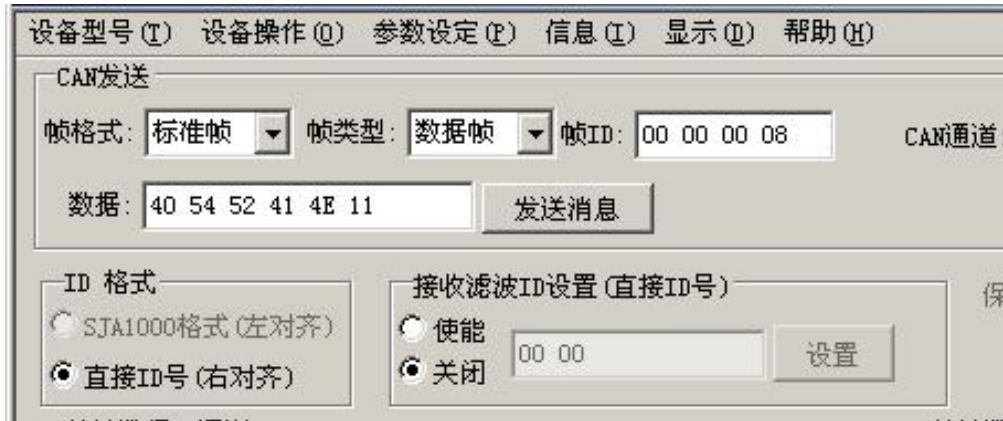 设备型号(T) 设备操作(O) 参数设定(P) 信息(I) 显示(D) 帮助(H)
CAN发送
帧格式: 标准帧 帧类型: 数据帧 帧ID: 00 00 00 08 CAN通道
数据: 40 54 52 41 4E 11 发送消息
ID 格式 接收滤波ID设置(直接ID号)
SJA1000格式(左对齐) 使能 00 00 设置
直接ID号(右对齐) 关闭